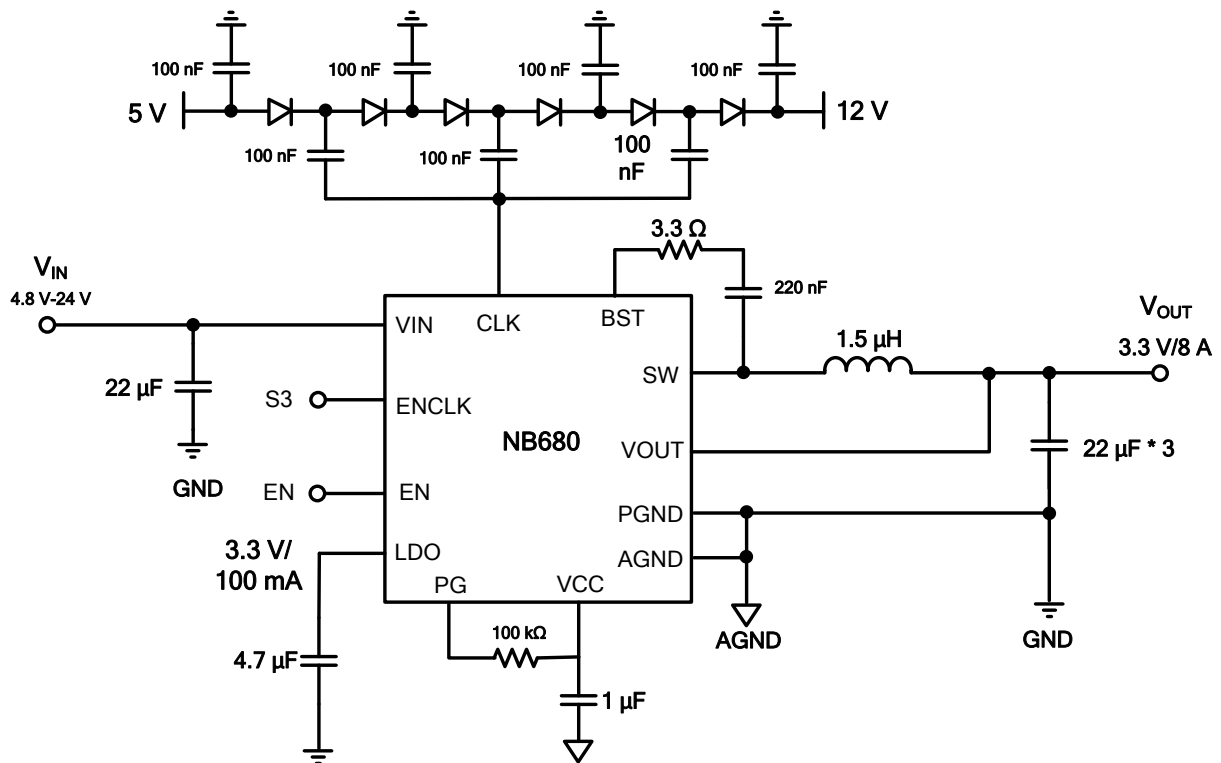 100 nF
100 nF
100 nF
100 nF
5 V
12 V
100 nF
100 nF
100
nF
3.3 Ω
220 nF
VIN
4.8 V-24 V
VIN
CLK
BST
1.5 µH
VOUT
3.3 V/8 A
22 µF
S3
ENCLK
SW
NB680
VOUT
22 µF * 3
GND
EN
EN
PGND
3.3 V/
100 mA
LDO
AGND
PG
VCC
AGND
GND
100 kΩ
4.7 µF
1 µF